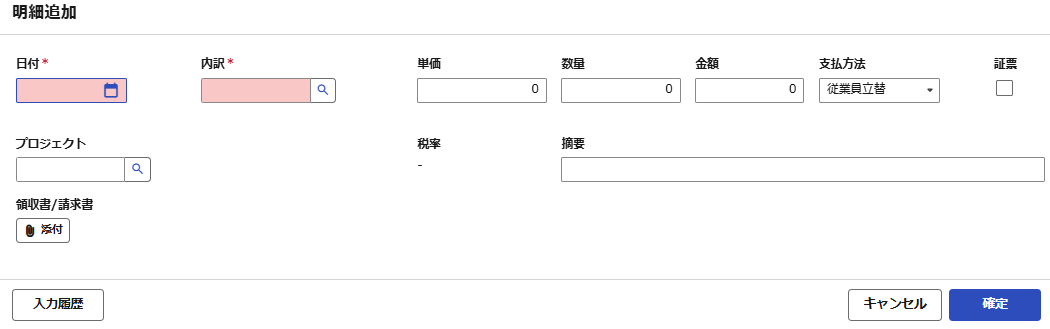 明細追加
日付* 内訳* 単価 数量 金額 支払方法 証票
0 0 0 従業員立替
プロジェクト 税率 摘要
-
領収書/請求書
添付
入力履歴 キャンセル 確定